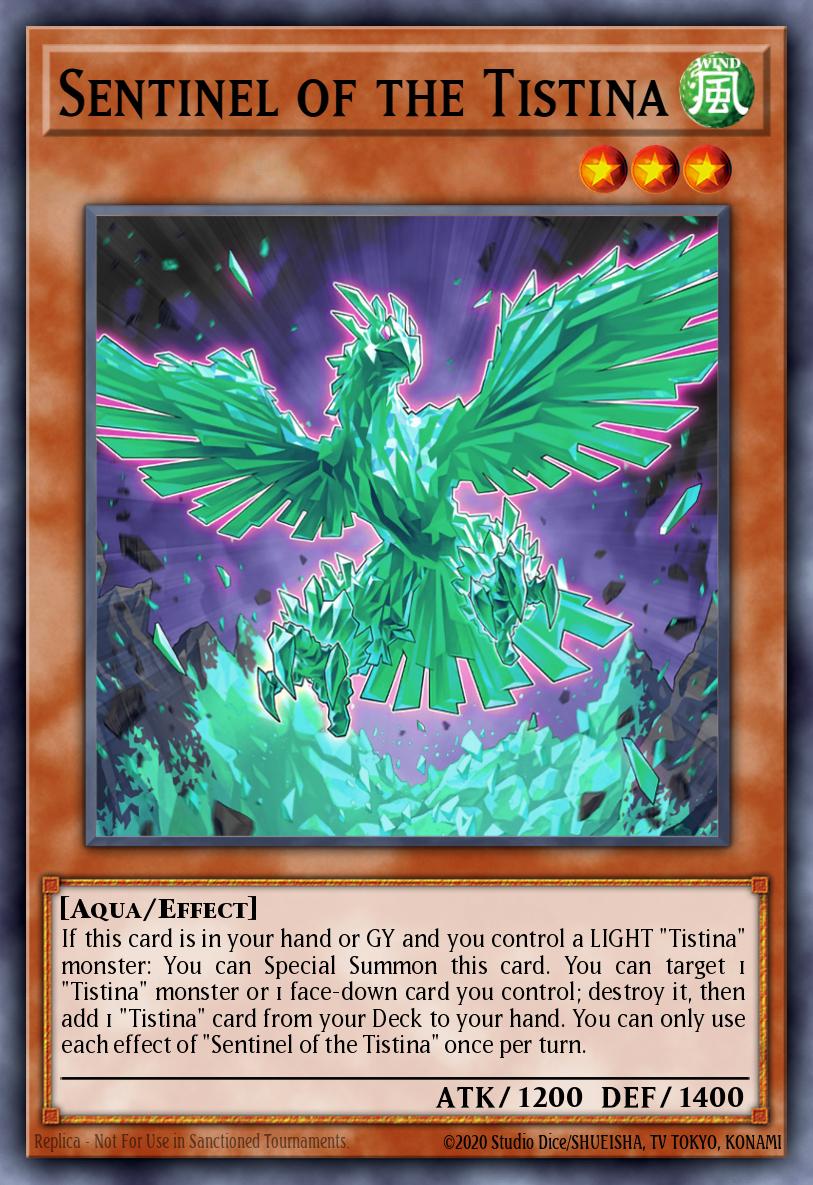 Sentinel of the Tistina
WIND
風
[Aqua/Effect]
If this card is in your hand or GY and you control a LIGHT "Tistina"
monster: You can Special Summon this card. You can target 1
"Tistina" monster or 1 face-down card you control; destroy it, then
add 1 "Tistina" card from your Deck to your hand. You can only use
each effect of "Sentinel of the Tistina" once per turn.
ATK/1200 DEF/1400
Replica - Not For Use in Sanctioned Tournaments.
©2020 Studio Dice/SHUEISHA, TV TOKYO, KONAMI